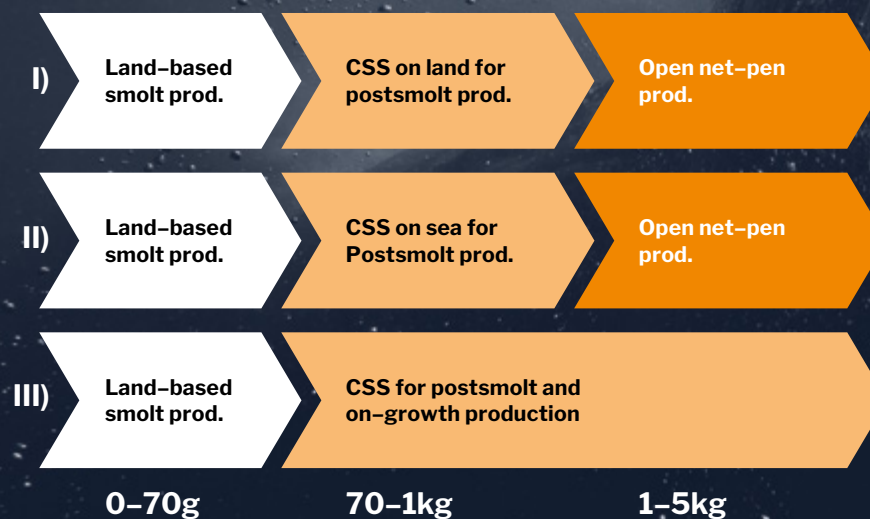 I)
Land–based
smolt prod.
CSS on land for
postsmolt prod.
Open net–pen
prod.
II)
Land–based
smolt prod.
CSS on sea for
Postsmolt prod.
Open net–pen
prod.
III)
Land–based
smolt prod.
CSS for postsmolt and
on–growth production
0–70g
70–1kg
1–5kg